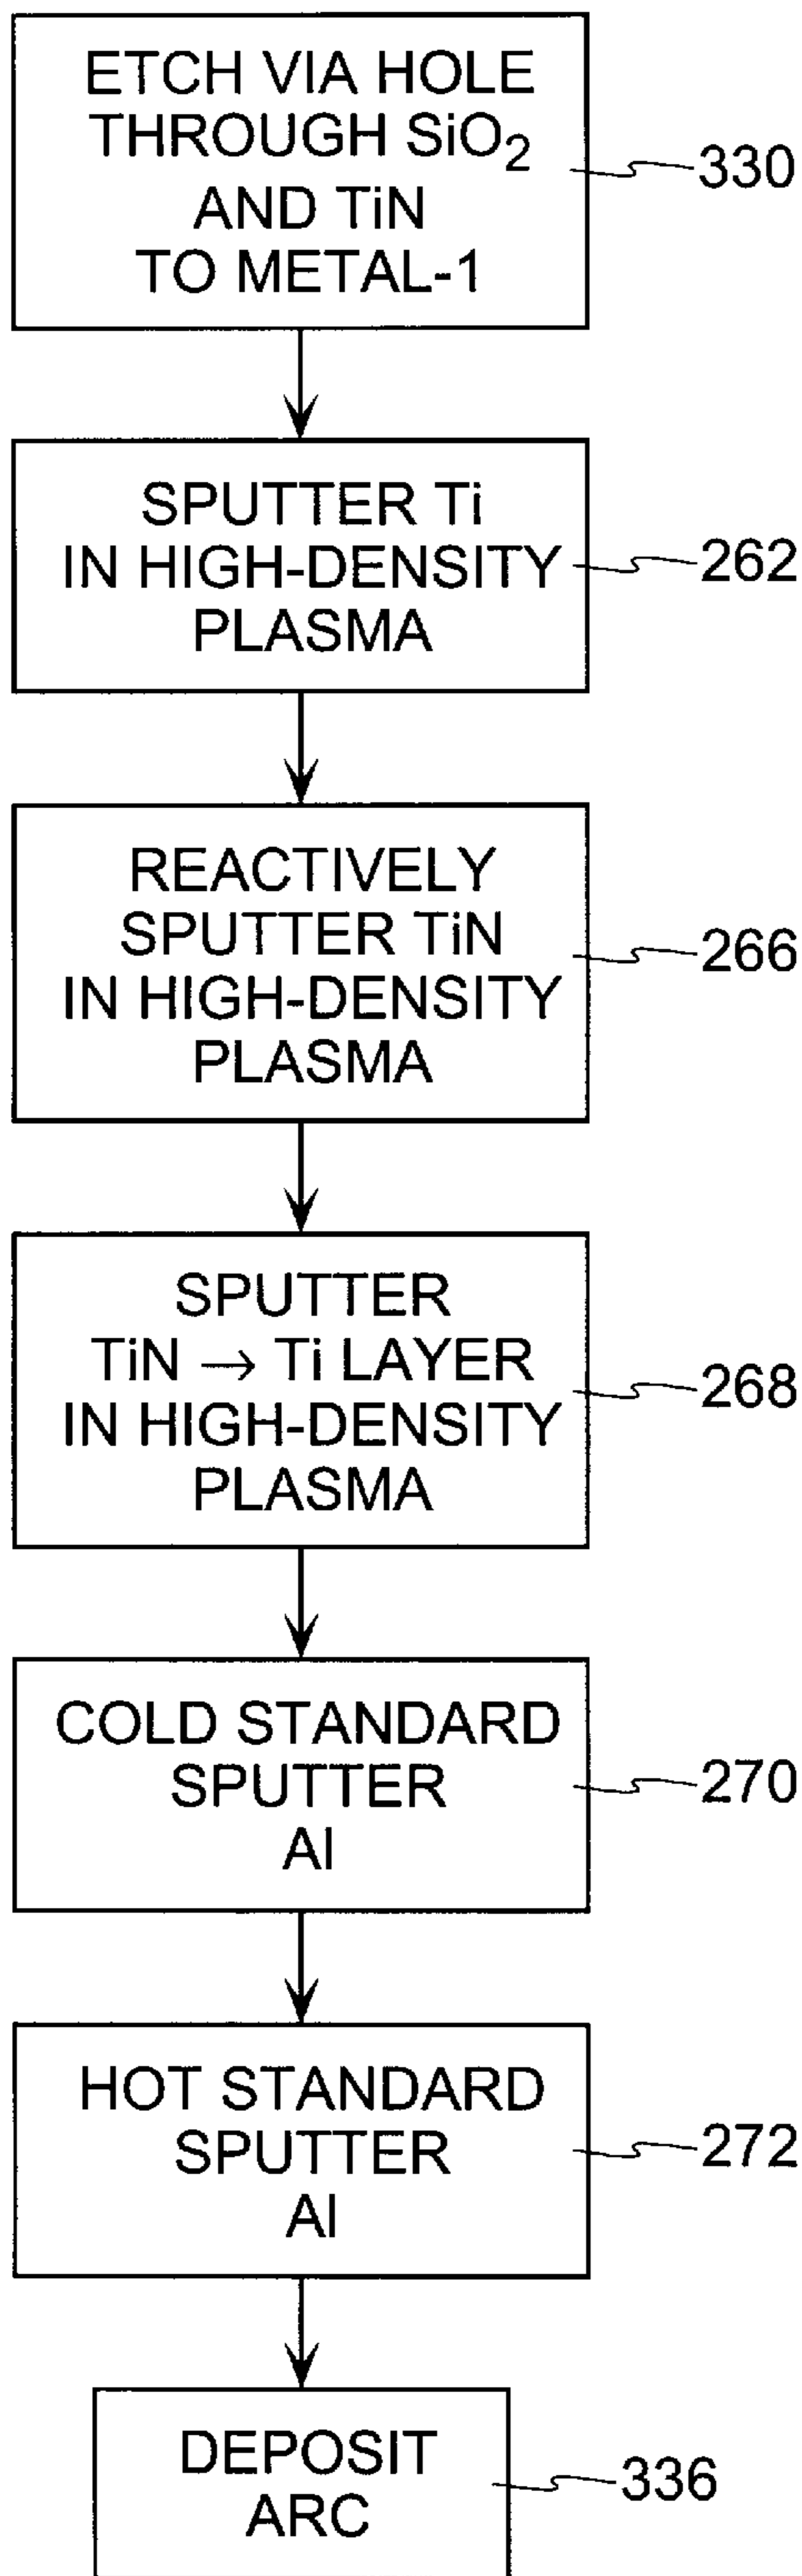 ETCH VIA HOLE
THROUGH SiO2
AND TiN
TO METAL-1
330
SPUTTER Ti
IN HIGH-DENSITY
PLASMA
262
REACTIVELY
SPUTTER TiN
IN HIGH-DENSITY
PLASMA
266
SPUTTER
TiN → Ti LAYER
IN HIGH-DENSITY
PLASMA
268
COLD STANDARD
SPUTTER
Al
270
HOT STANDARD
SPUTTER
Al
272
DEPOSIT
ARC
336